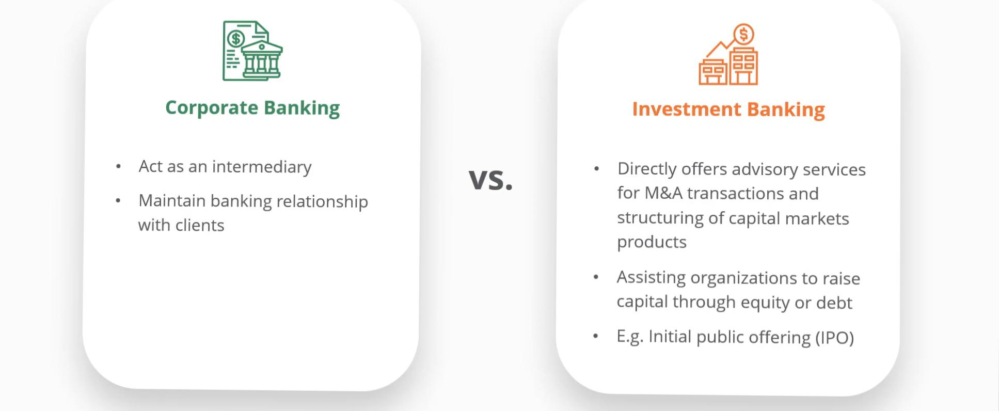 Corporate Banking
• Act as an intermediary
• Maintain banking relationship
with clients
vs.
Investment Banking
• Directly offers advisory services
for M&A transactions and
structuring of capital markets
products
• Assisting organizations to raise
capital through equity or debt
• E.g. Initial public offering (IPO)